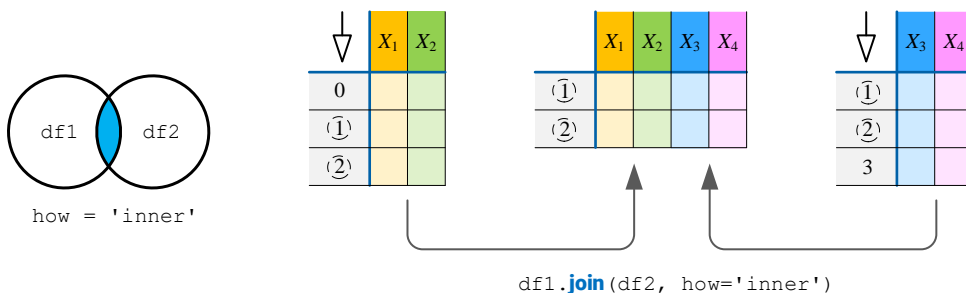 df1 df2
how = 'inner'
X1 X2
0
1
2
X1 X2 X3 X4
1
2
X3 X4
1
2
3
df1.join(df2, how='inner')